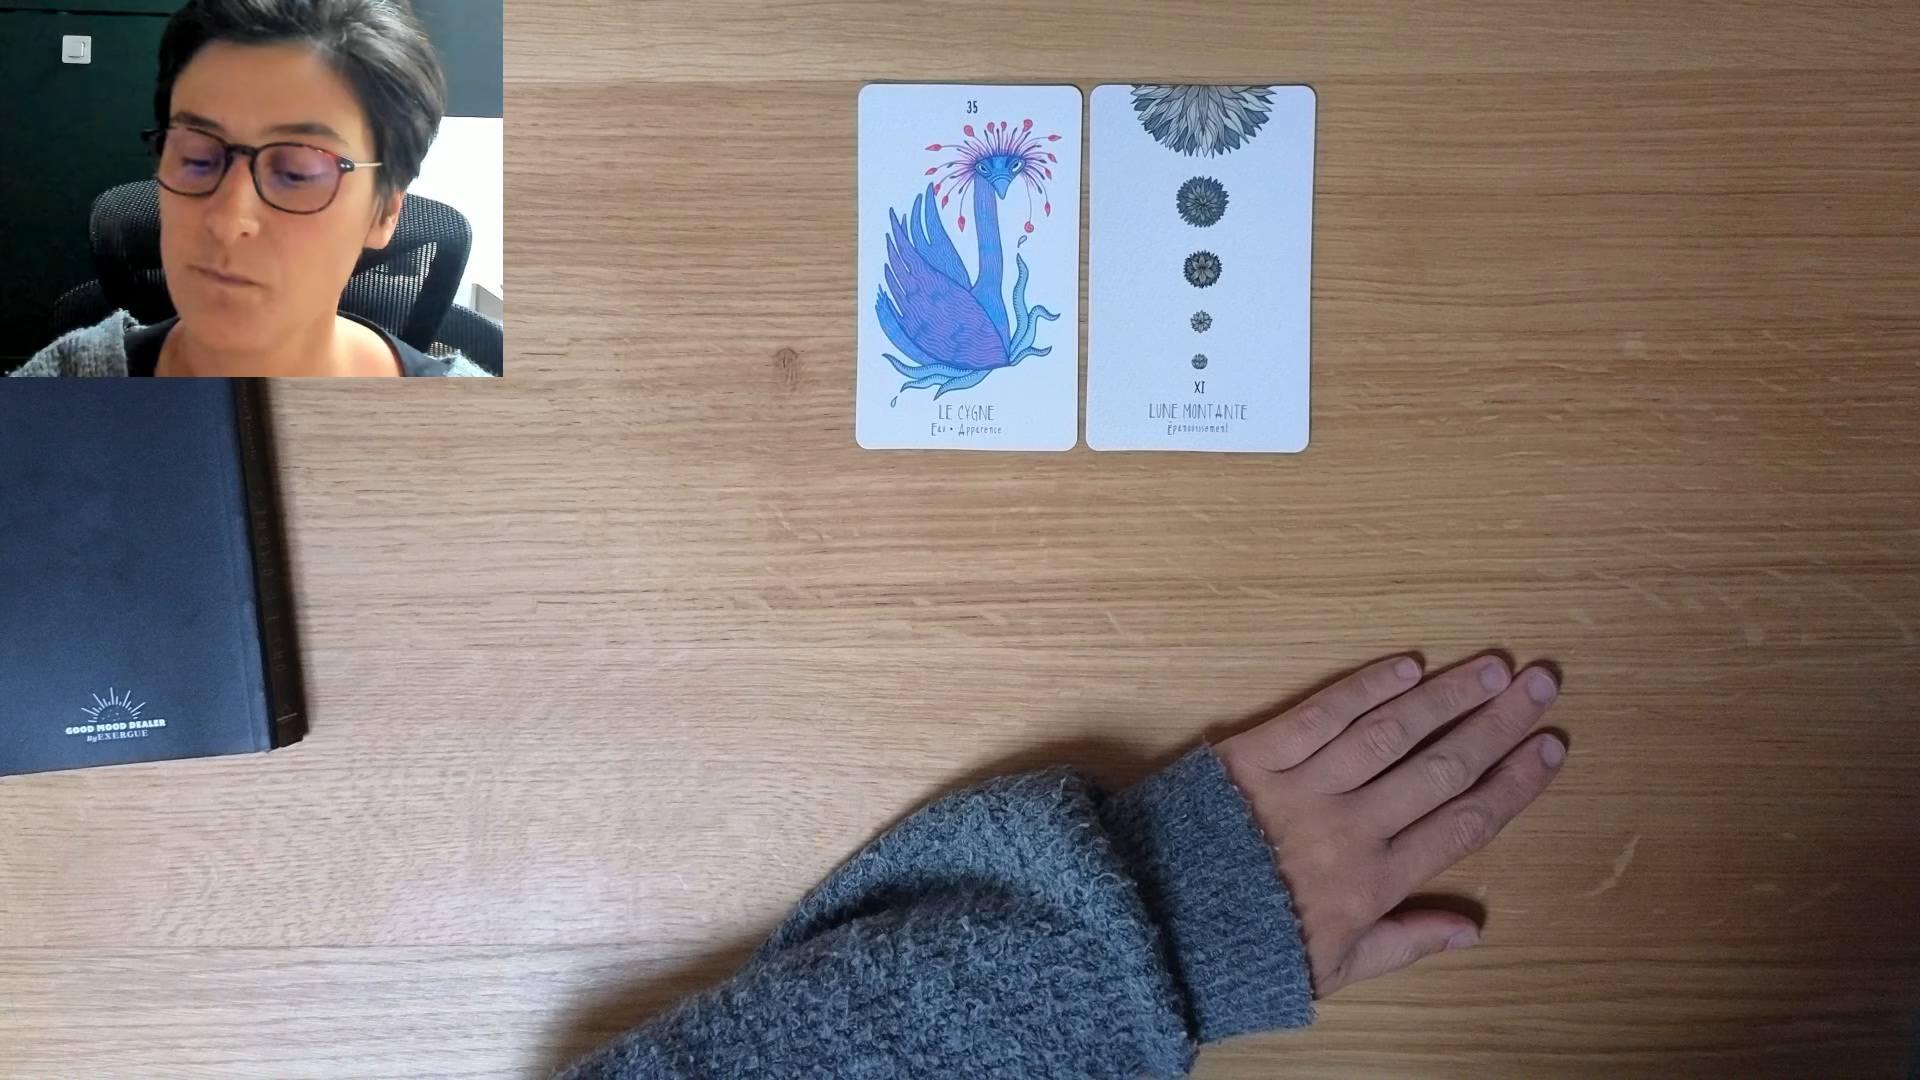 35
LE CYGNE
Eau • Apparence
XI
LUNE MONTANTE
Épanouissement
GOOD MOOD DEALER
By EXERGUE